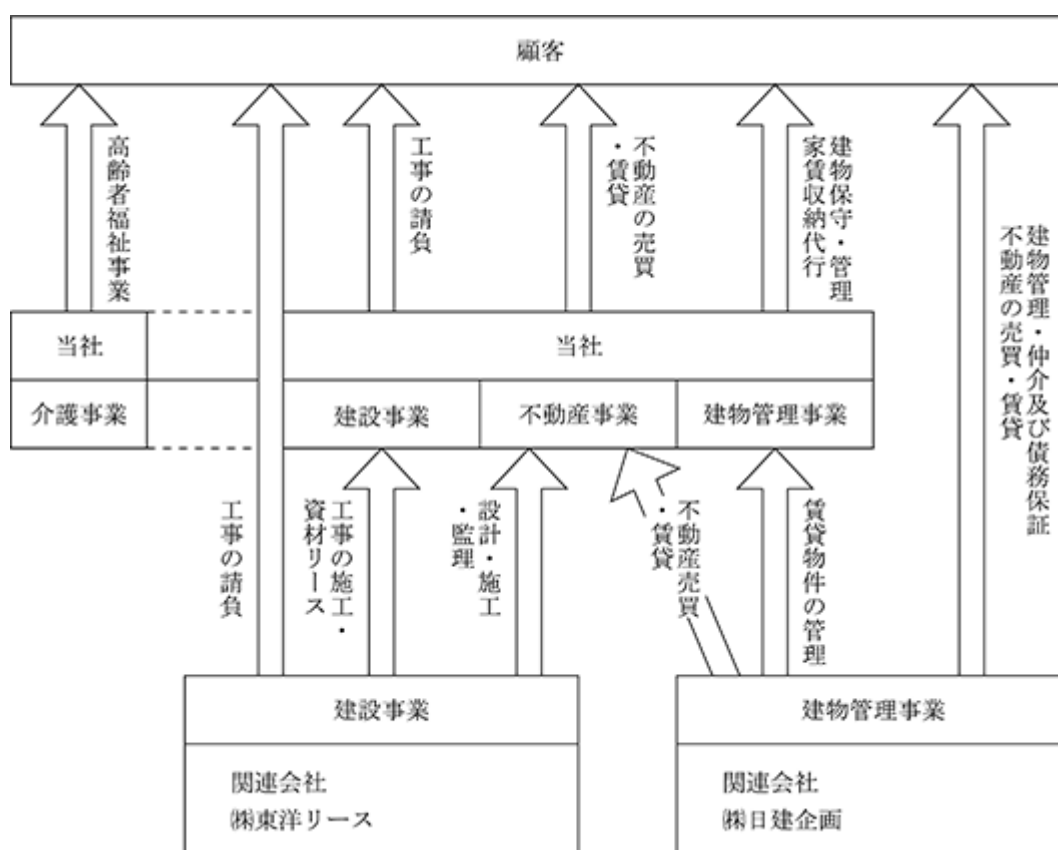 顧客
高齢者福祉事業
工事の請負
不動産の売買
・賃貸
建物保守・管理
家賃収納代行
建物管理・仲介及び債務保証
不動産の売買・賃貸
当社
当社
介護事業
建設事業
不動産事業
建物管理事業
工事の請負
工事の施工・
資材リース
設計・施工
・監理
不動産売買
・賃貸
賃貸物件の管理
建設事業
関連会社
㈱東洋リース
建物管理事業
関連会社
㈱日建企画